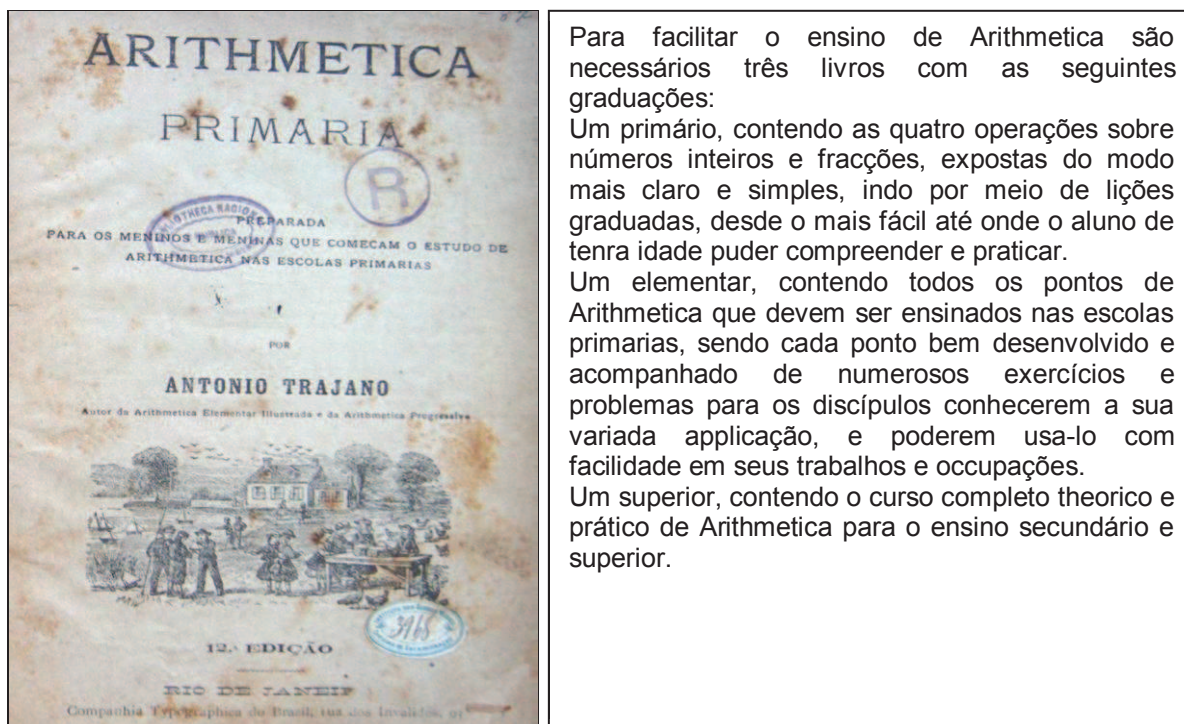 ARITHMETICA
PRIMARIA
R
PREPARADA
PARA OS MENINOS E MENINAS QUE COMECAM O ESTUDO DE
ARITHMETICA NAS ESCOLAS PRIMARIAS
POR
ANTONIO TRAJANO
Autor da Arithmetica Elementar Illustrada e da Arithmetica Progressiva
3468
12.ª EDIÇÃO
RIO DE JANEIR
Companhia Typographica do Brazil, rua dos Invalidos, 93
Para facilitar o ensino de Arithmetica são
necessários três livros com as seguintes
graduações:
Um primário, contendo as quatro operações sobre
números inteiros e fracções, expostas do modo
mais claro e simples, indo por meio de lições
graduadas, desde o mais fácil até onde o aluno de
tenra idade puder compreender e praticar.
Um elementar, contendo todos os pontos de
Arithmetica que devem ser ensinados nas escolas
primarias, sendo cada ponto bem desenvolvido e
acompanhado de numerosos exercícios e
problemas para os discípulos conhecerem a sua
variada applicação, e poderem usa-lo com
facilidade em seus trabalhos e occupações.
Um superior, contendo o curso completo theorico e
prático de Arithmetica para o ensino secundário e
superior.